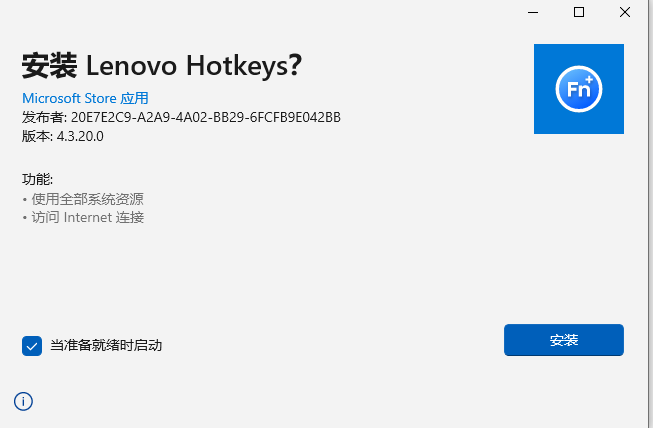 安装 Lenovo Hotkeys?
Microsoft Store 应用
发布者: 20E7E2C9-A2A9-4A02-BB29-6FCFB9E042BB
版本: 4.3.20.0
Fn
功能:
• 使用全部系统资源
• 访问 Internet 连接
当准备就绪时启动
安装